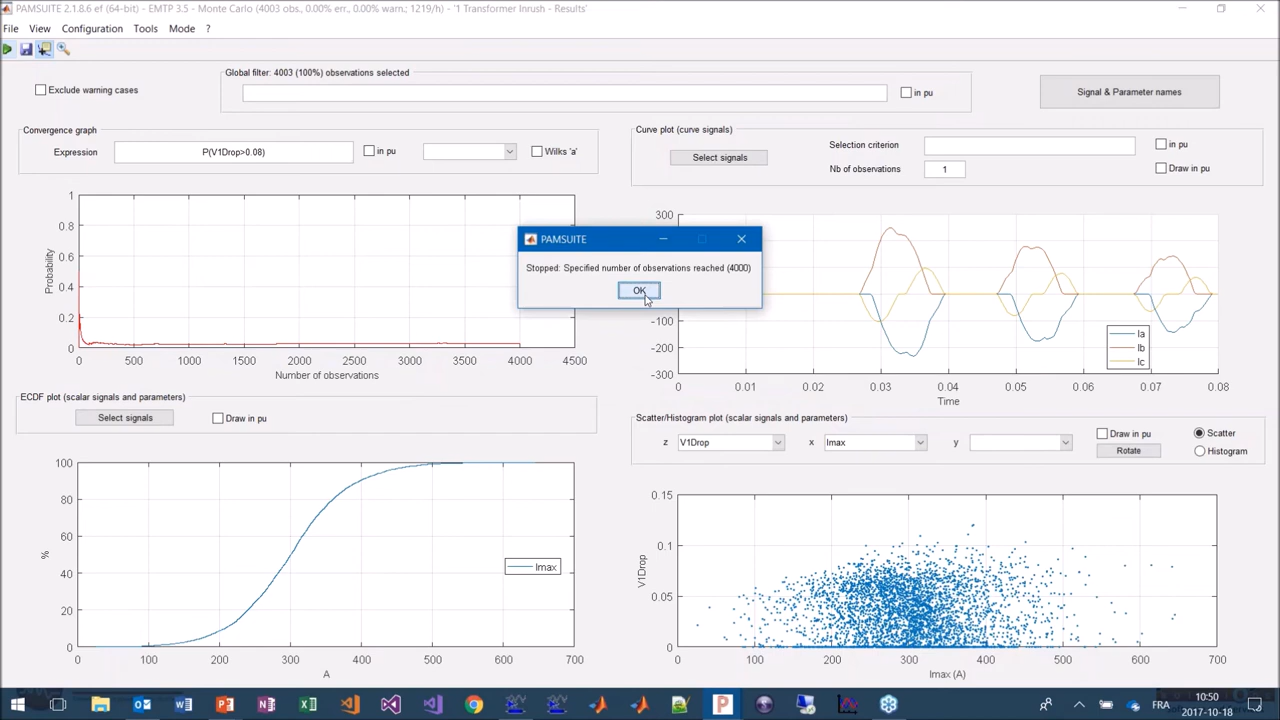 PAMSUITE 2.1.8.6 ef (64-bit) - EMTP 3.5 - Monte Carlo (4003 obs., 0.00% err., 0.00% warn.; 1219/h) - '1 Transformer Inrush - Results'
File View Configuration Tools Mode ?
Exclude warning cases
Global filter: 4003 (100%) observations selected
in pu
Signal & Parameter names
Convergence graph
Expression P(V1Drop>0.08) in pu Wilks 'a'
Curve plot (curve signals)
Select signals
Selection criterion in pu
Nb of observations 1 Draw in pu
1
0.8
0.6
0.4
0.2
0
Probability
0 500 1000 1500 2000 2500 3000 3500 4000 4500
Number of observations
PAMSUITE
Stopped: Specified number of observations reached (4000)
OK
300
-100
-200
-300
Ia
Ib
Ic
0 0.01 0.02 0.03 0.04 0.05 0.06 0.07 0.08
Time
ECDF plot (scalar signals and parameters)
Select signals Draw in pu
100
80
60
40
20
0
%
Imax
0 100 200 300 400 500 600 700
A
Scatter/Histogram plot (scalar signals and parameters)
z V1Drop x Imax y
Draw in pu
Rotate
Scatter
Histogram
0.15
0.1
0.05
0
V1Drop
0 100 200 300 400 500 600 700
Imax (A)
FRA
10:50
2017-10-18